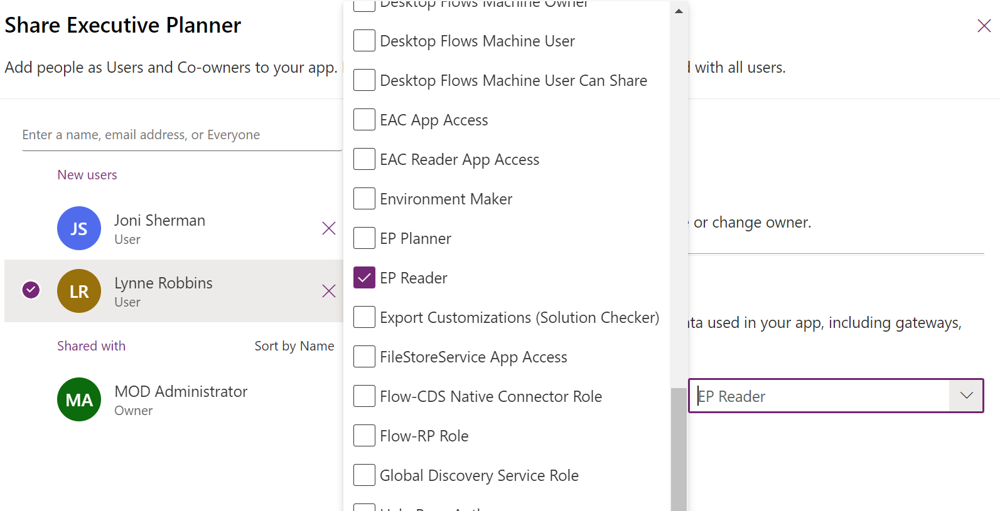 Share Executive Planner
Add people as Users and Co-owners to your app.
with all users.
Enter a name, email address, or Everyone
New users
JS
Joni Sherman
User
LR
Lynne Robbins
User
Shared with
Sort by Name
MA
MOD Administrator
Owner
Desktop Flows Machine Owner
Desktop Flows Machine User
Desktop Flows Machine User Can Share
EAC App Access
EAC Reader App Access
Environment Maker
EP Planner
EP Reader
Export Customizations (Solution Checker)
FileStoreService App Access
Flow-CDS Native Connector Role
Flow-RP Role
Global Discovery Service Role
or change owner.
used in your app, including gateways,
EP Reader